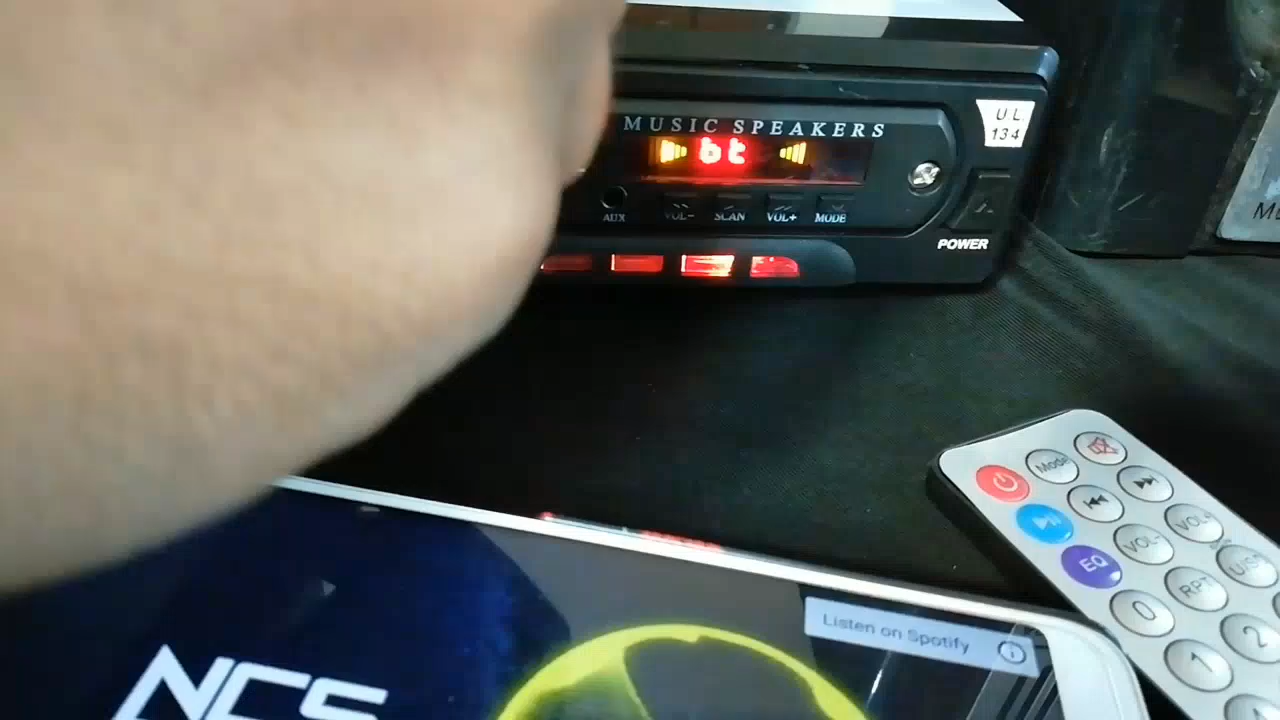 MUSIC SPEAKERS
UL
134
bt
AUX
VOL-
SCAN
VOL+
MODE
POWER
Mode
VOL+
VOL-
EQ
RPT
U/SD
0
2
1
Listen on Spotify
NCS